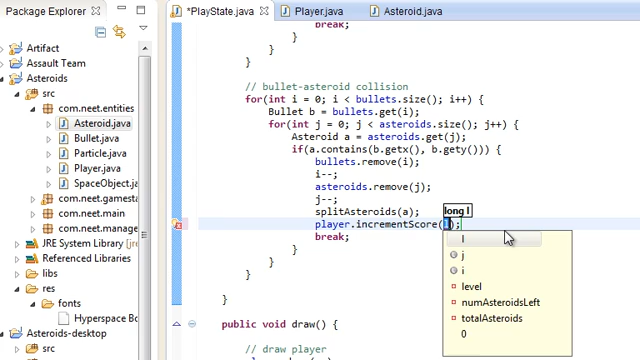 Package Explorer
Artifact
Assault Team
Asteroids
src
com.neet.entities
Asteroid.java
Bullet.java
Particle.java
Player.java
SpaceObject.j
com.neet.gamesta
com.neet.main
com.neet.manage
JRE System Library [
Referenced Libraries
libs
res
fonts
Hyperspace Bo
Asteroids-desktop
src
*PlayState.java
Player.java
Asteroid.java
break;
}
}
}
// bullet-asteroid collision
for(int i = 0; i < bullets.size(); i++) {
Bullet b = bullets.get(i);
for(int j = 0; j < asteroids.size(); j++) {
Asteroid a = asteroids.get(j);
if(a.contains(b.getx(), b.gety())) {
bullets.remove(i);
i--;
asteroids.remove(j);
j--;
splitAsteroids(a);
long l
player.incrementScore(l);
break;
}
}
}
}
public void draw() {
// draw player
l
j
i
level
numAsteroidsLeft
totalAsteroids
0